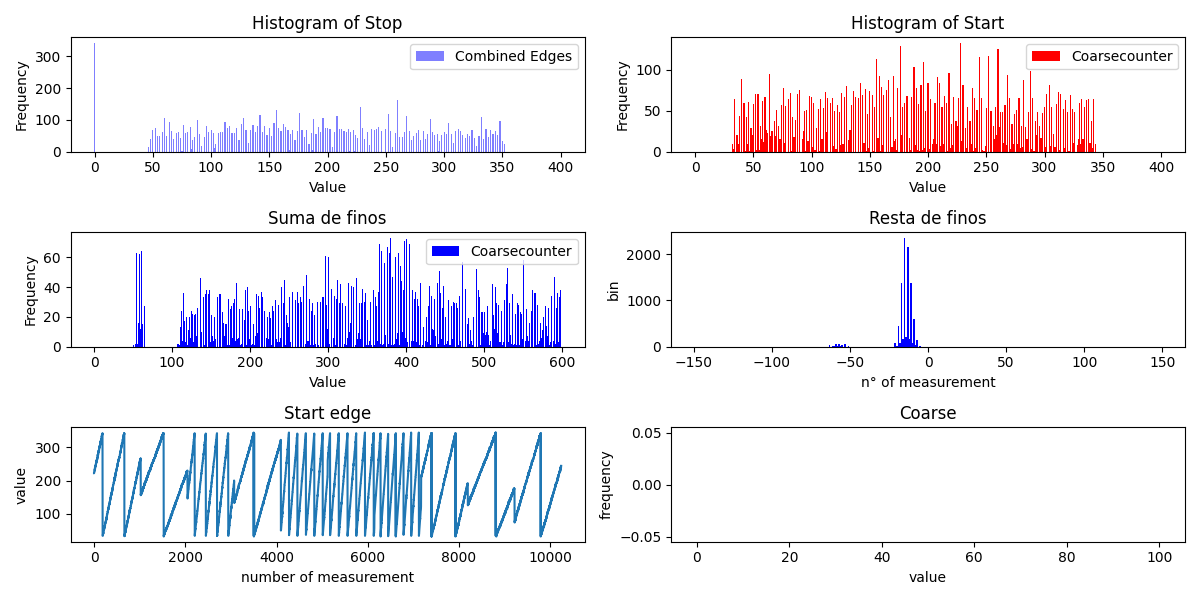 Histogram of Stop
Frequency
300
200
100
0
Combined Edges
0 50 100 150 200 250 300 350 400
Value
Histogram of Start
Frequency
100
50
0
Coarsecounter
0 50 100 150 200 250 300 350 400
Value
Suma de finos
Frequency
60
40
20
0
Coarsecounter
0 100 200 300 400 500 600
Value
Resta de finos
bin
2000
1000
0
−150 −100 −50 0 50 100 150
n° of measurement
Start edge
value
300
200
100
0 2000 4000 6000 8000 10000
number of measurement
Coarse
frequency
0.05
0.00
−0.05
0 20 40 60 80 100
value